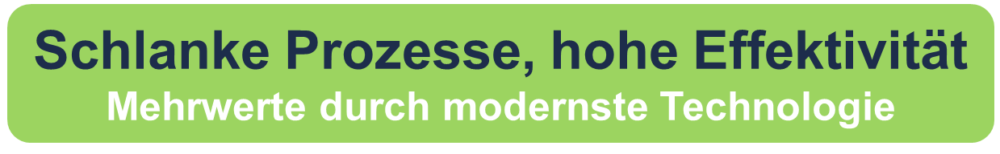 Schlanke Prozesse, hohe Effektivität
Mehrwerte durch modernste Technologie